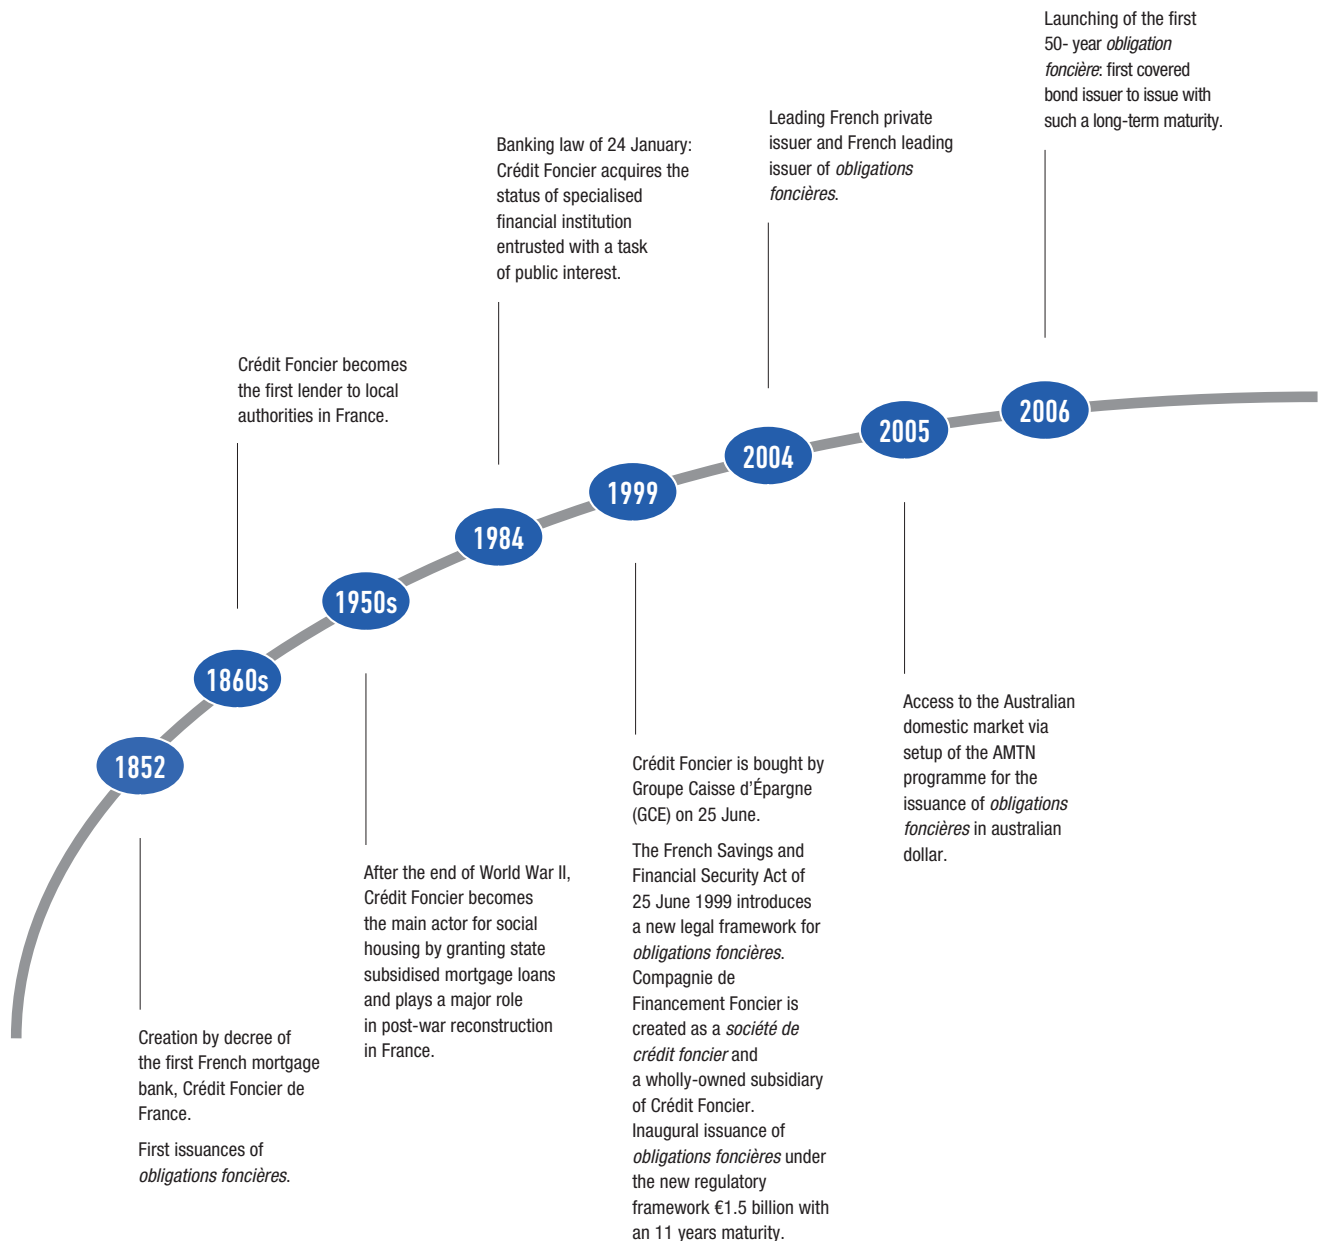 Launching of the first
50- year obligation
foncière: first covered
bond issuer to issue with
such a long-term maturity.
Leading French private
issuer and French leading
issuer of obligations
foncières.
Banking law of 24 January:
Crédit Foncier acquires the
status of specialised
financial institution
entrusted with a task
of public interest.
Crédit Foncier becomes
the first lender to local
authorities in France.
2006
2005
2004
1999
1984
1950s
1860s
1852
Access to the Australian
domestic market via
setup of the AMTN
programme for the
issuance of obligations
foncières in australian
dollar.
Crédit Foncier is bought by
Groupe Caisse d'Épargne
(GCE) on 25 June.
The French Savings and
Financial Security Act of
25 June 1999 introduces
a new legal framework for
obligations foncières.
Compagnie de
Financement Foncier is
created as a société de
crédit foncier and
a wholly-owned subsidiary
of Crédit Foncier.
Inaugural issuance of
obligations foncières under
the new regulatory
framework €1.5 billion with
an 11 years maturity.
After the end of World War II,
Crédit Foncier becomes
the main actor for social
housing by granting state
subsidised mortgage loans
and plays a major role
in post-war reconstruction
in France.
Creation by decree of
the first French mortgage
bank, Crédit Foncier de
France.
First issuances of
obligations foncières.